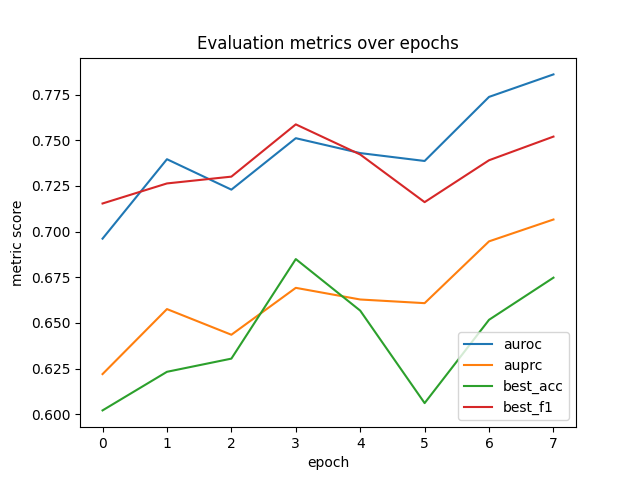 Evaluation metrics over epochs
metric score
0.775
0.750
0.725
0.700
0.675
0.650
0.625
0.600
auroc
auprc
best_acc
best_f1
0 1 2 3 4 5 6 7
epoch